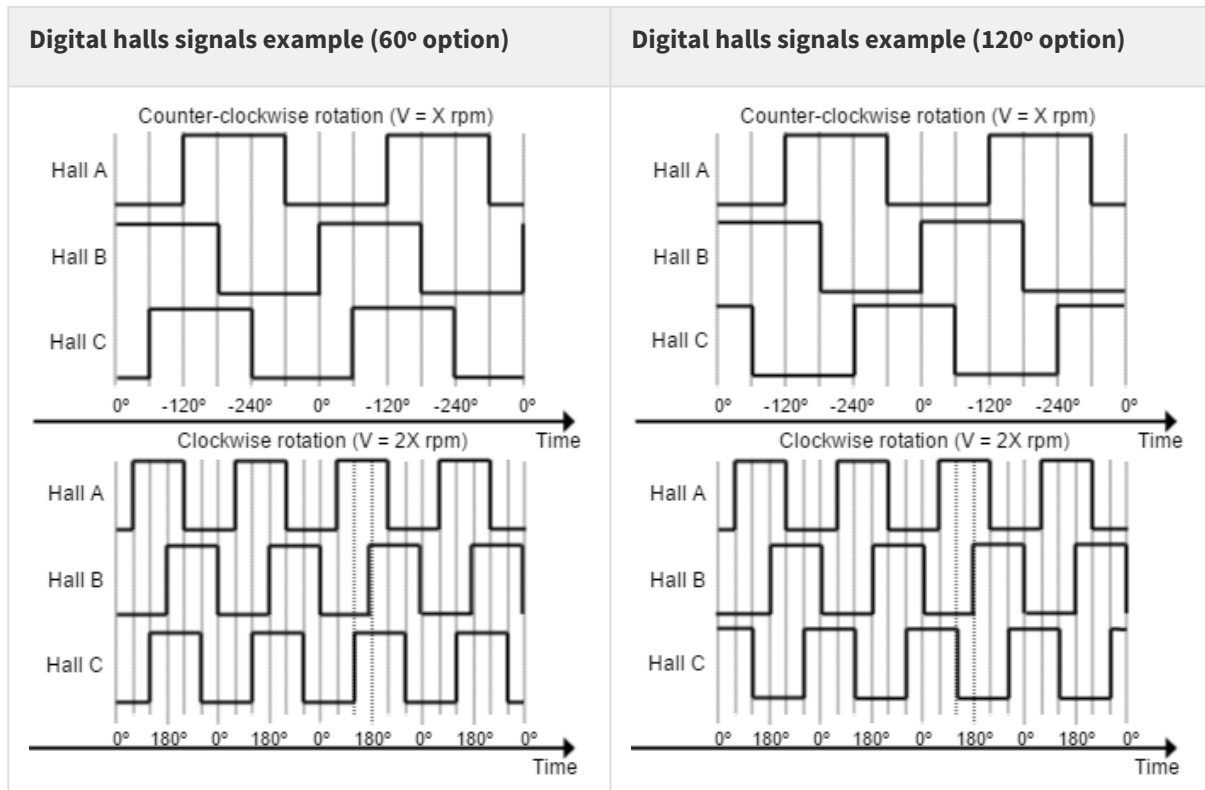 Digital halls signals example (60º option)
Digital halls signals example (120º option)
Counter-clockwise rotation (V = X rpm)
Hall A
Hall B
Hall C
0º -120º -240º 0º -120º -240º 0º
Time
Clockwise rotation (V = 2X rpm)
Hall A
Hall B
Hall C
0º 180º 0º 180º 0º 180º 0º 180º 0º
Time
Counter-clockwise rotation (V = X rpm)
Hall A
Hall B
Hall C
0º -120º -240º 0º -120º -240º 0º
Time
Clockwise rotation (V = 2X rpm)
Hall A
Hall B
Hall C
0º 180º 0º 180º 0º 180º 0º 180º 0º
Time